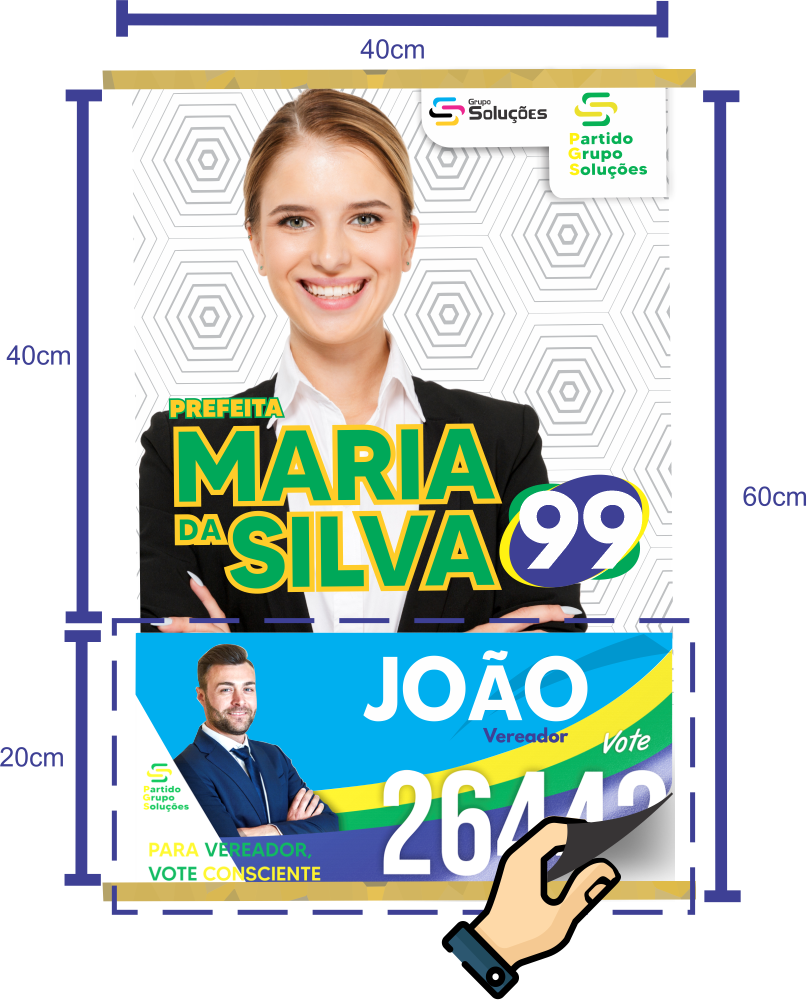 40cm
Grupo
Soluções
Partido
Grupo
Soluções
40cm
PREFEITA
MARIA
DA SILVA
99
60cm
JOÃO
Vereador
Vote
20cm
Partido
Grupo
Soluções
PARA VEREADOR,
VOTE CONSCIENTE